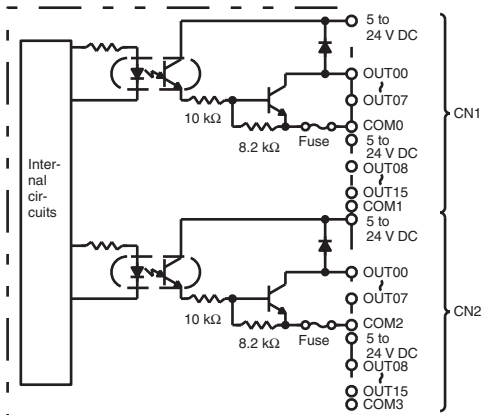 5 to
24 V DC
OUT00
OUT07
10 kΩ
COM0
8.2 kΩ
Fuse
5 to
24 V DC
OUT08
OUT15
COM1
CN1
Inter-
nal
cir-
cuits
5 to
24 V DC
OUT00
OUT07
10 kΩ
COM2
8.2 kΩ
Fuse
5 to
24 V DC
OUT08
OUT15
COM3
CN2